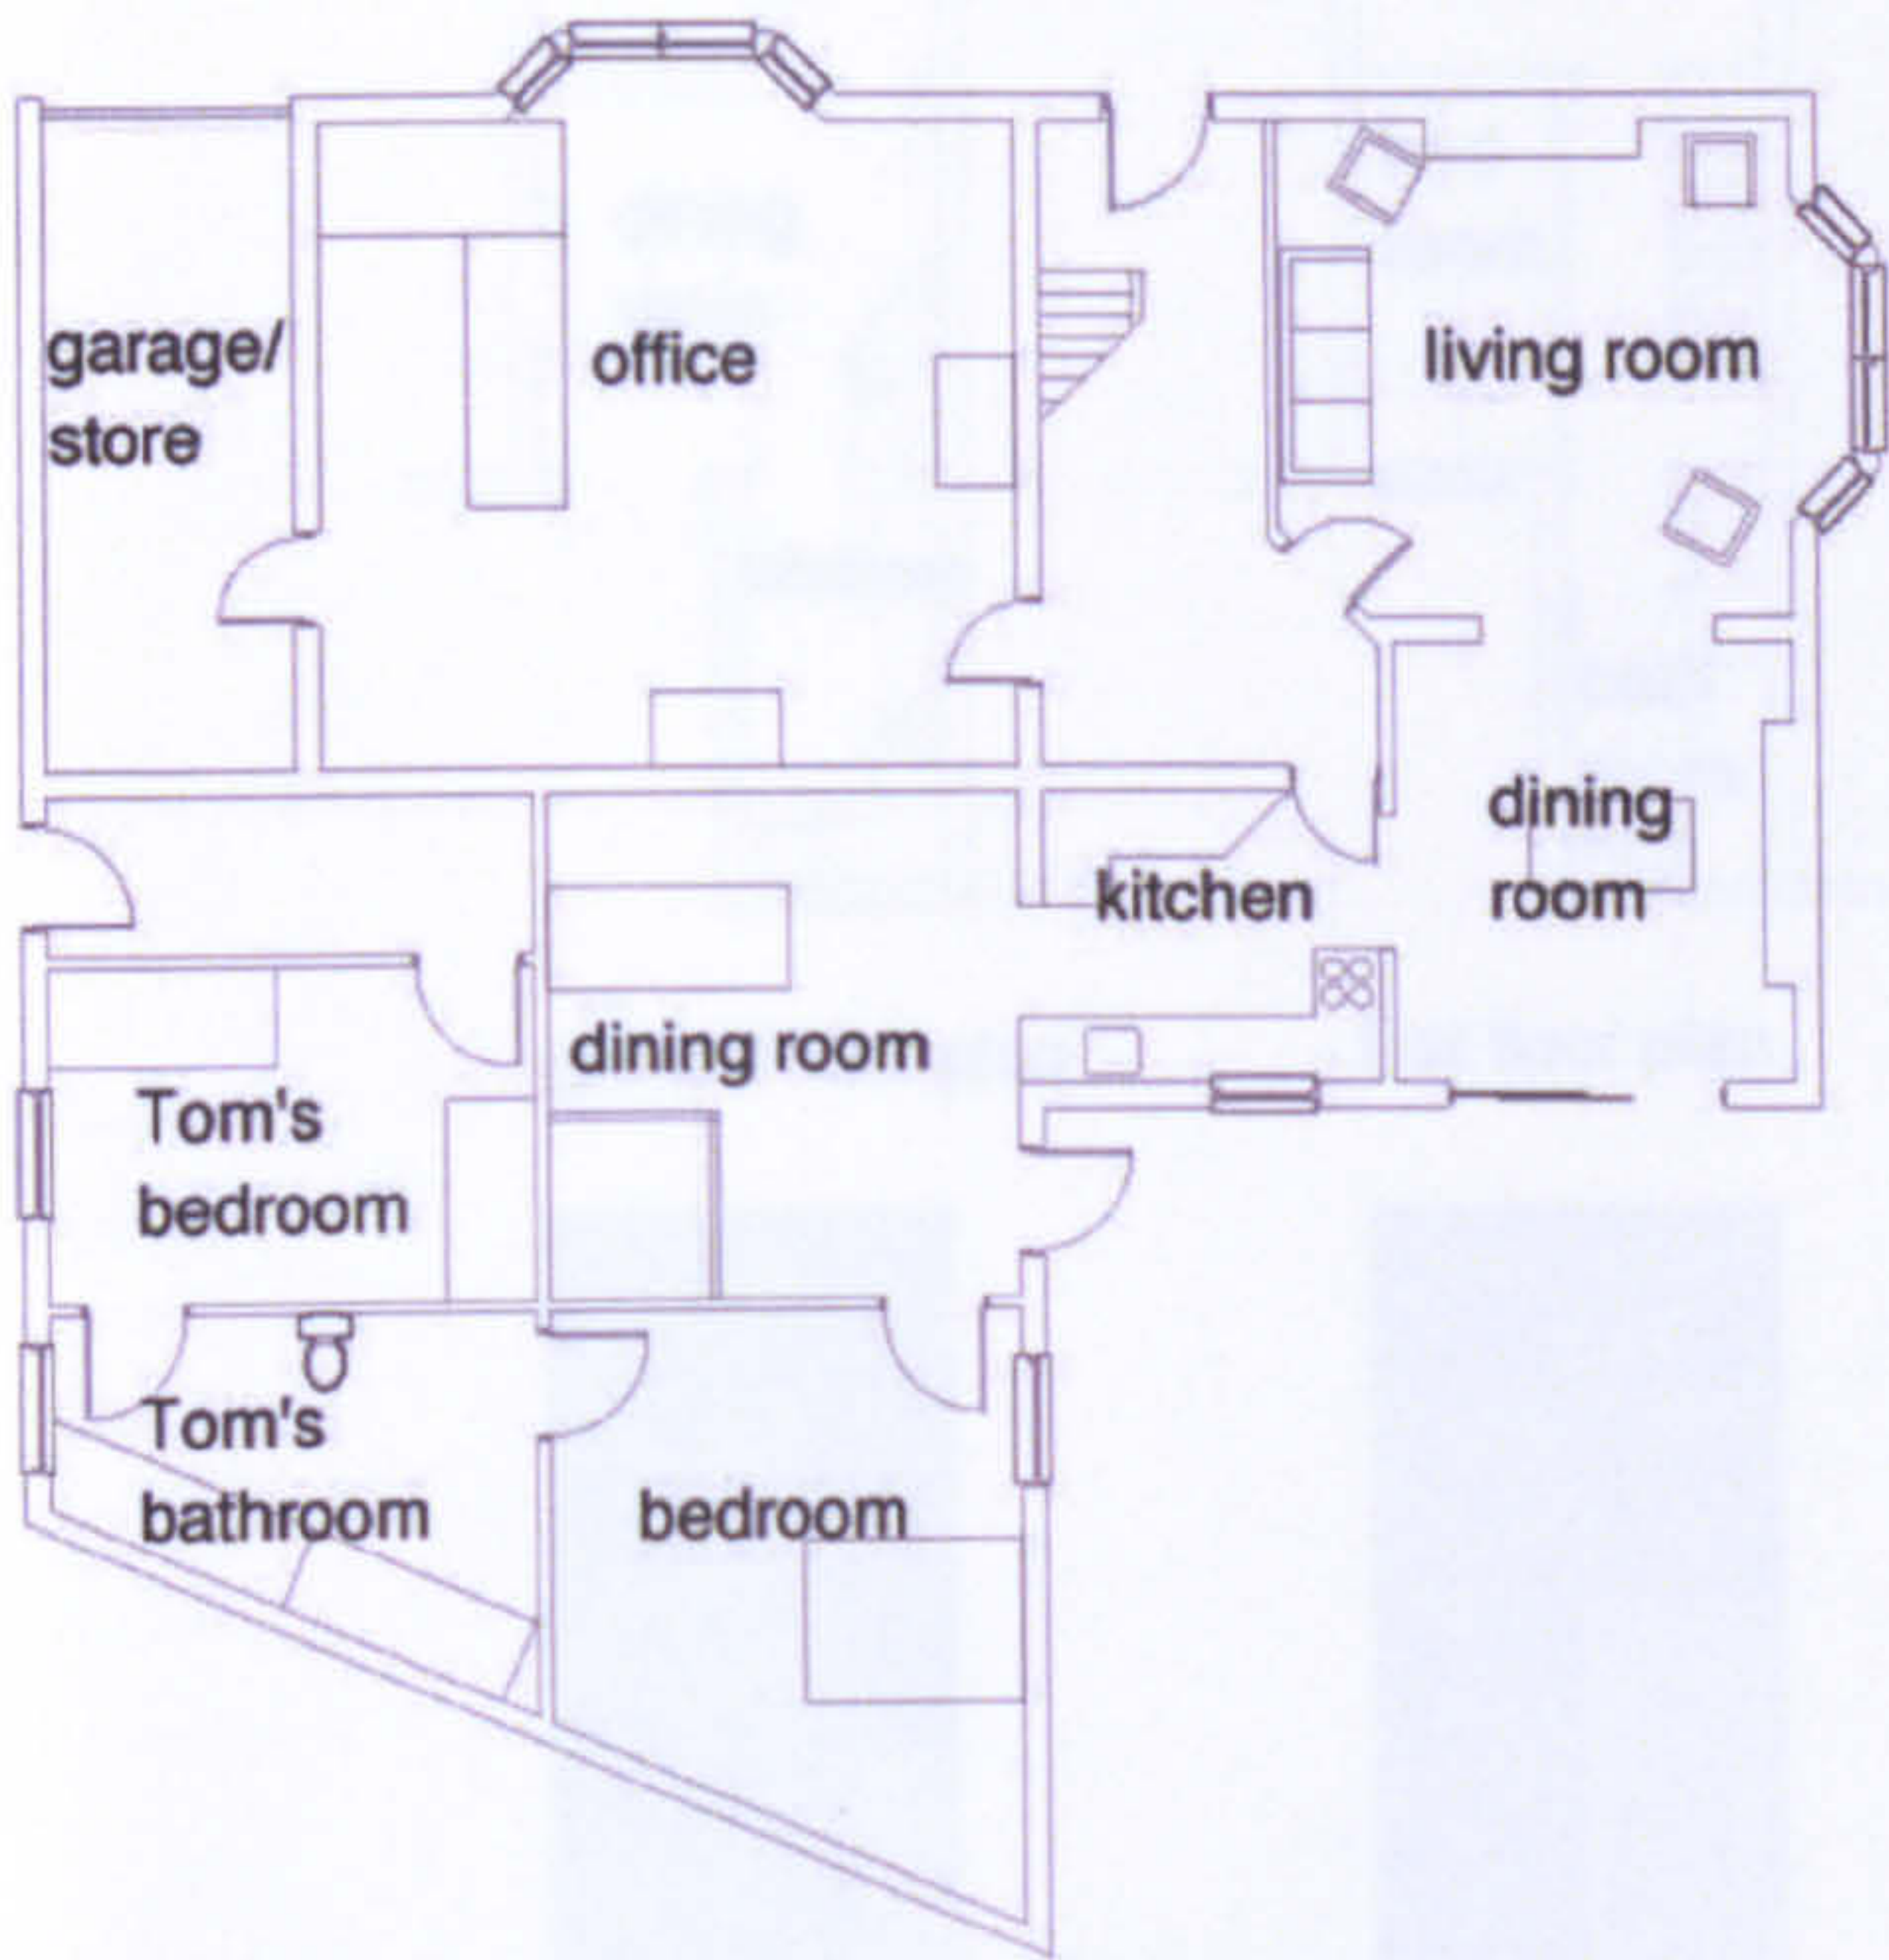 garage/
store
office
living room
dining
room
kitchen
dining room
Tom's
bedroom
Tom's
bathroom
bedroom